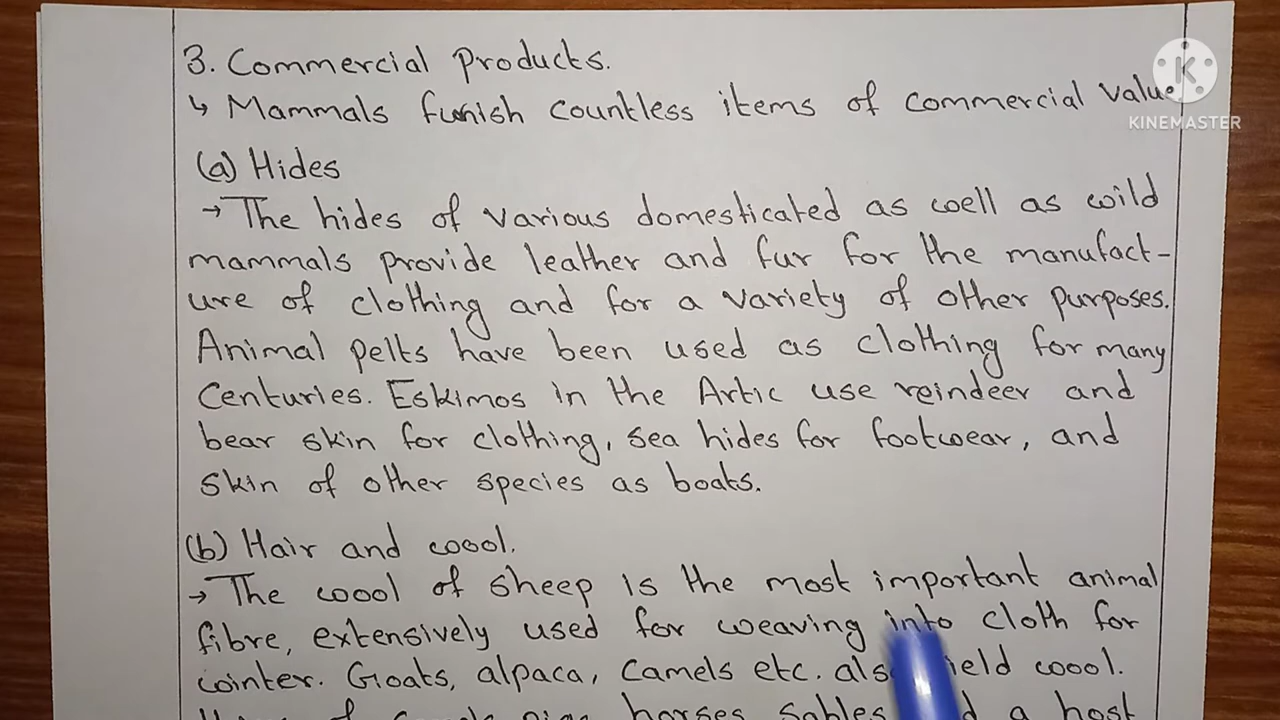 3. Commercial products.
↳ Mammals furnish countless items of commercial value
KINEMASTER
(a) Hides
→ The hides of various domesticated as well as wild
mammals provide leather and fur for the manufact-
ure of clothing and for a variety of other purposes.
Animal pelts have been used as clothing for many
Centuries. Eskimos in the Artic use reindeer and
bear skin for clothing, sea hides for footwear, and
skin of other species as boats.
(b) Hair and wool.
→ The wool of sheep is the most important animal
fibre, extensively used for weaving into cloth for
winter. Goats, alpaca, Camels etc. also wool.
horses a host